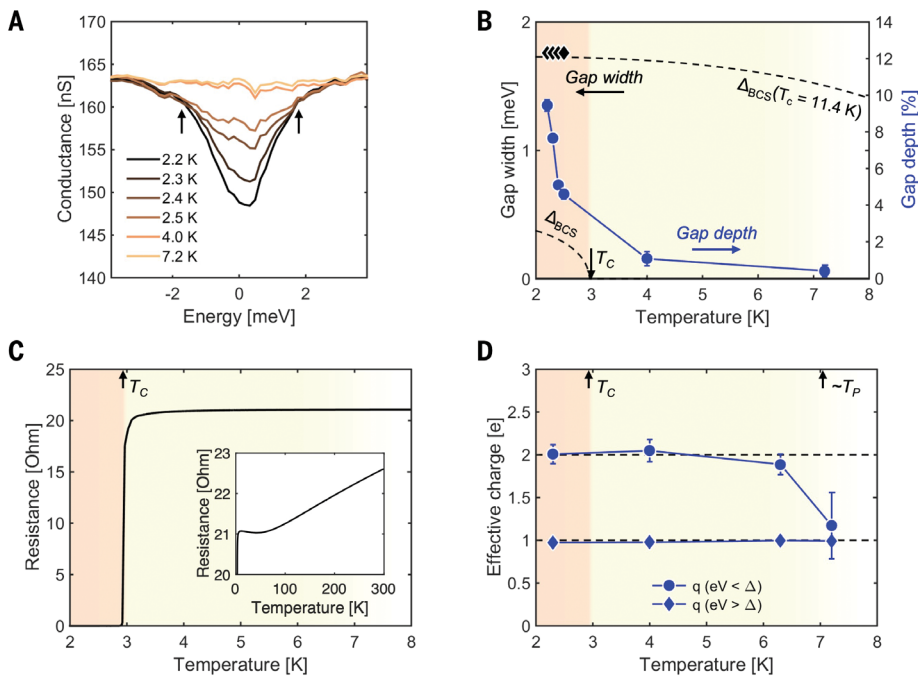 A
170
165
160
155
150
145
140
Conductance [nS]
2.2 K
2.3 K
2.4 K
2.5 K
4.0 K
7.2 K
-2
0
2
Energy [meV]
B
2
1.5
1
0.5
0
Gap width [meV]
14
12
10
8
6
4
2
0
Gap depth [%]
Gap width
Δ_BCS(T_c = 11.4 K)
Δ_BCS
T_C
Gap depth
2 3 4 5 6 7 8
Temperature [K]
C
25
20
15
10
5
0
Resistance [Ohm]
T_C
23
22
21
20
Resistance [Ohm]
0 100 200 300
Temperature [K]
2 3 4 5 6 7 8
Temperature [K]
D
3
2.5
2
1.5
1
0.5
0
Effective charge [e]
T_C
~T_P
q (eV < Δ)
q (eV > Δ)
2 3 4 5 6 7 8
Temperature [K]